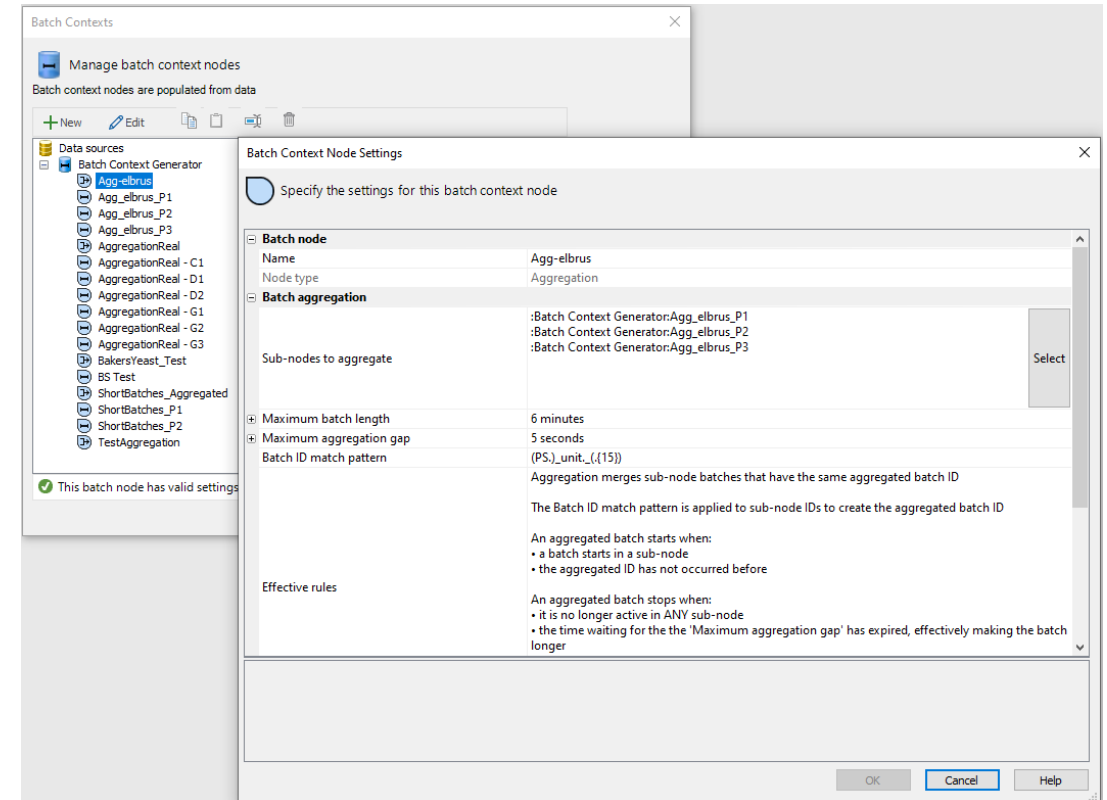 Batch Contexts
Manage batch context nodes
Batch context nodes are populated from data
New Edit
Data sources
Batch Context Generator
Agg-elbrus
Agg_elbrus_P1
Agg_elbrus_P2
Agg_elbrus_P3
AggregationReal
AggregationReal - C1
AggregationReal - D1
AggregationReal - D2
AggregationReal - G1
AggregationReal - G2
AggregationReal - G3
BakersYeast_Test
BS Test
ShortBatches_Aggregated
ShortBatches_P1
ShortBatches_P2
TestAggregation
This batch node has valid settings
Batch Context Node Settings
Specify the settings for this batch context node
Batch node
Name Agg-elbrus
Node type Aggregation
Batch aggregation
Sub-nodes to aggregate
:Batch Context Generator:Agg_elbrus_P1
:Batch Context Generator:Agg_elbrus_P2
:Batch Context Generator:Agg_elbrus_P3
Select
Maximum batch length 6 minutes
Maximum aggregation gap 5 seconds
Batch ID match pattern (PS.)_unit._(.{15})
Effective rules
Aggregation merges sub-node batches that have the same aggregated batch ID
The Batch ID match pattern is applied to sub-node IDs to create the aggregated batch ID
An aggregated batch starts when:
• a batch starts in a sub-node
• the aggregated ID has not occurred before
An aggregated batch stops when:
• it is no longer active in ANY sub-node
• the time waiting for the the 'Maximum aggregation gap' has expired, effectively making the batch
longer
OK Cancel Help